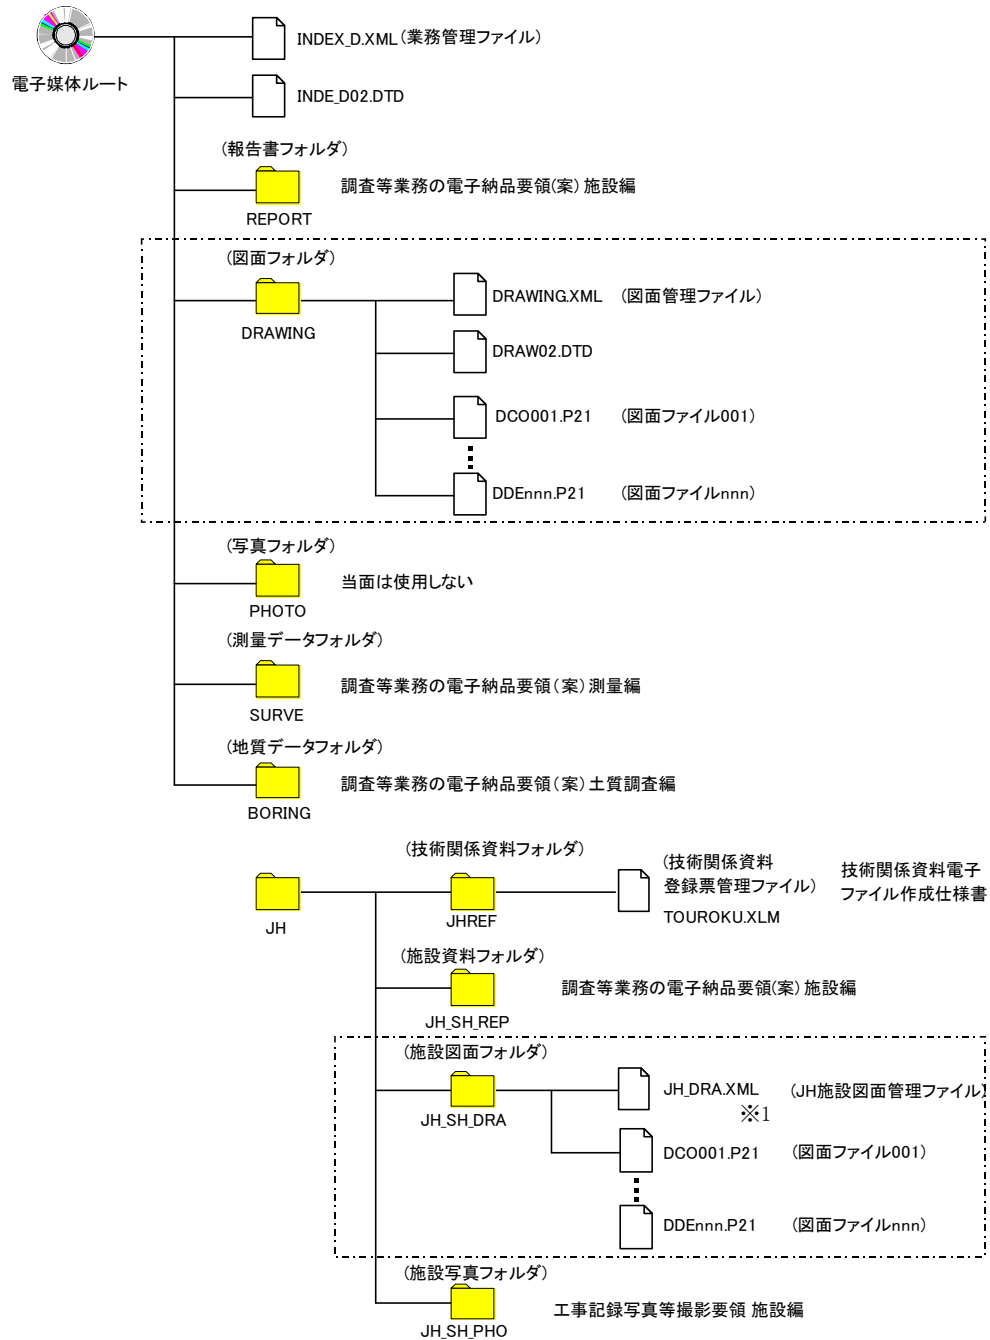 INDEX_D.XML(業務管理ファイル)
電子媒体ルート
INDE_D02.DTD
(報告書フォルダ)
調査等業務の電子納品要領(案)施設編
REPORT
(図面フォルダ)
DRAWING.XML (図面管理ファイル)
DRAWING
DRAW02.DTD
DCO001.P21 (図面ファイル001)
DDEnnn.P21 (図面ファイルnnn)
(写真フォルダ)
当面は使用しない
PHOTO
(測量データフォルダ)
調査等業務の電子納品要領(案)測量編
SURVE
(地質データフォルダ)
調査等業務の電子納品要領(案)土質調査編
BORING
(技術関係資料フォルダ)
(技術関係資料
登録票管理ファイル)
TOUROKU.XLM
技術関係資料電子
ファイル作成仕様書
JH
JHREF
(施設資料フォルダ)
調査等業務の電子納品要領(案)施設編
JH_SH_REP
(施設図面フォルダ)
JH_DRA.XML (JH施設図面管理ファイル)
※1
JH_SH_DRA
DCO001.P21 (図面ファイル001)
DDEnnn.P21 (図面ファイルnnn)
(施設写真フォルダ)
工事記録写真等撮影要領 施設編
JH_SH_PHO